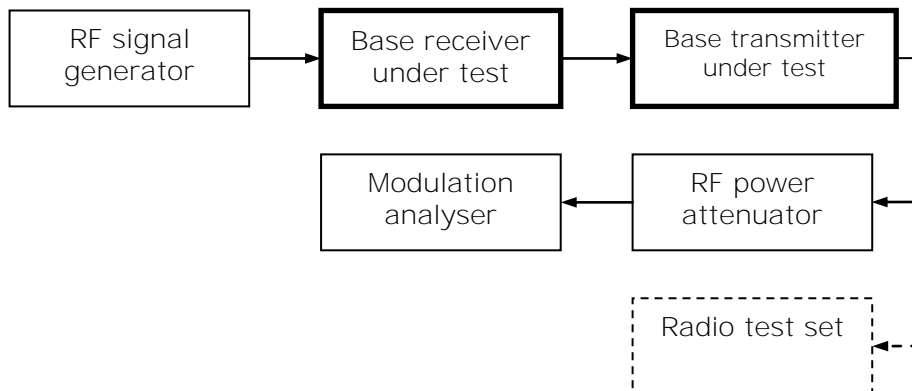 RF signal
generator
Base receiver
under test
Base transmitter
under test
Modulation
analyser
RF power
attenuator
Radio test set